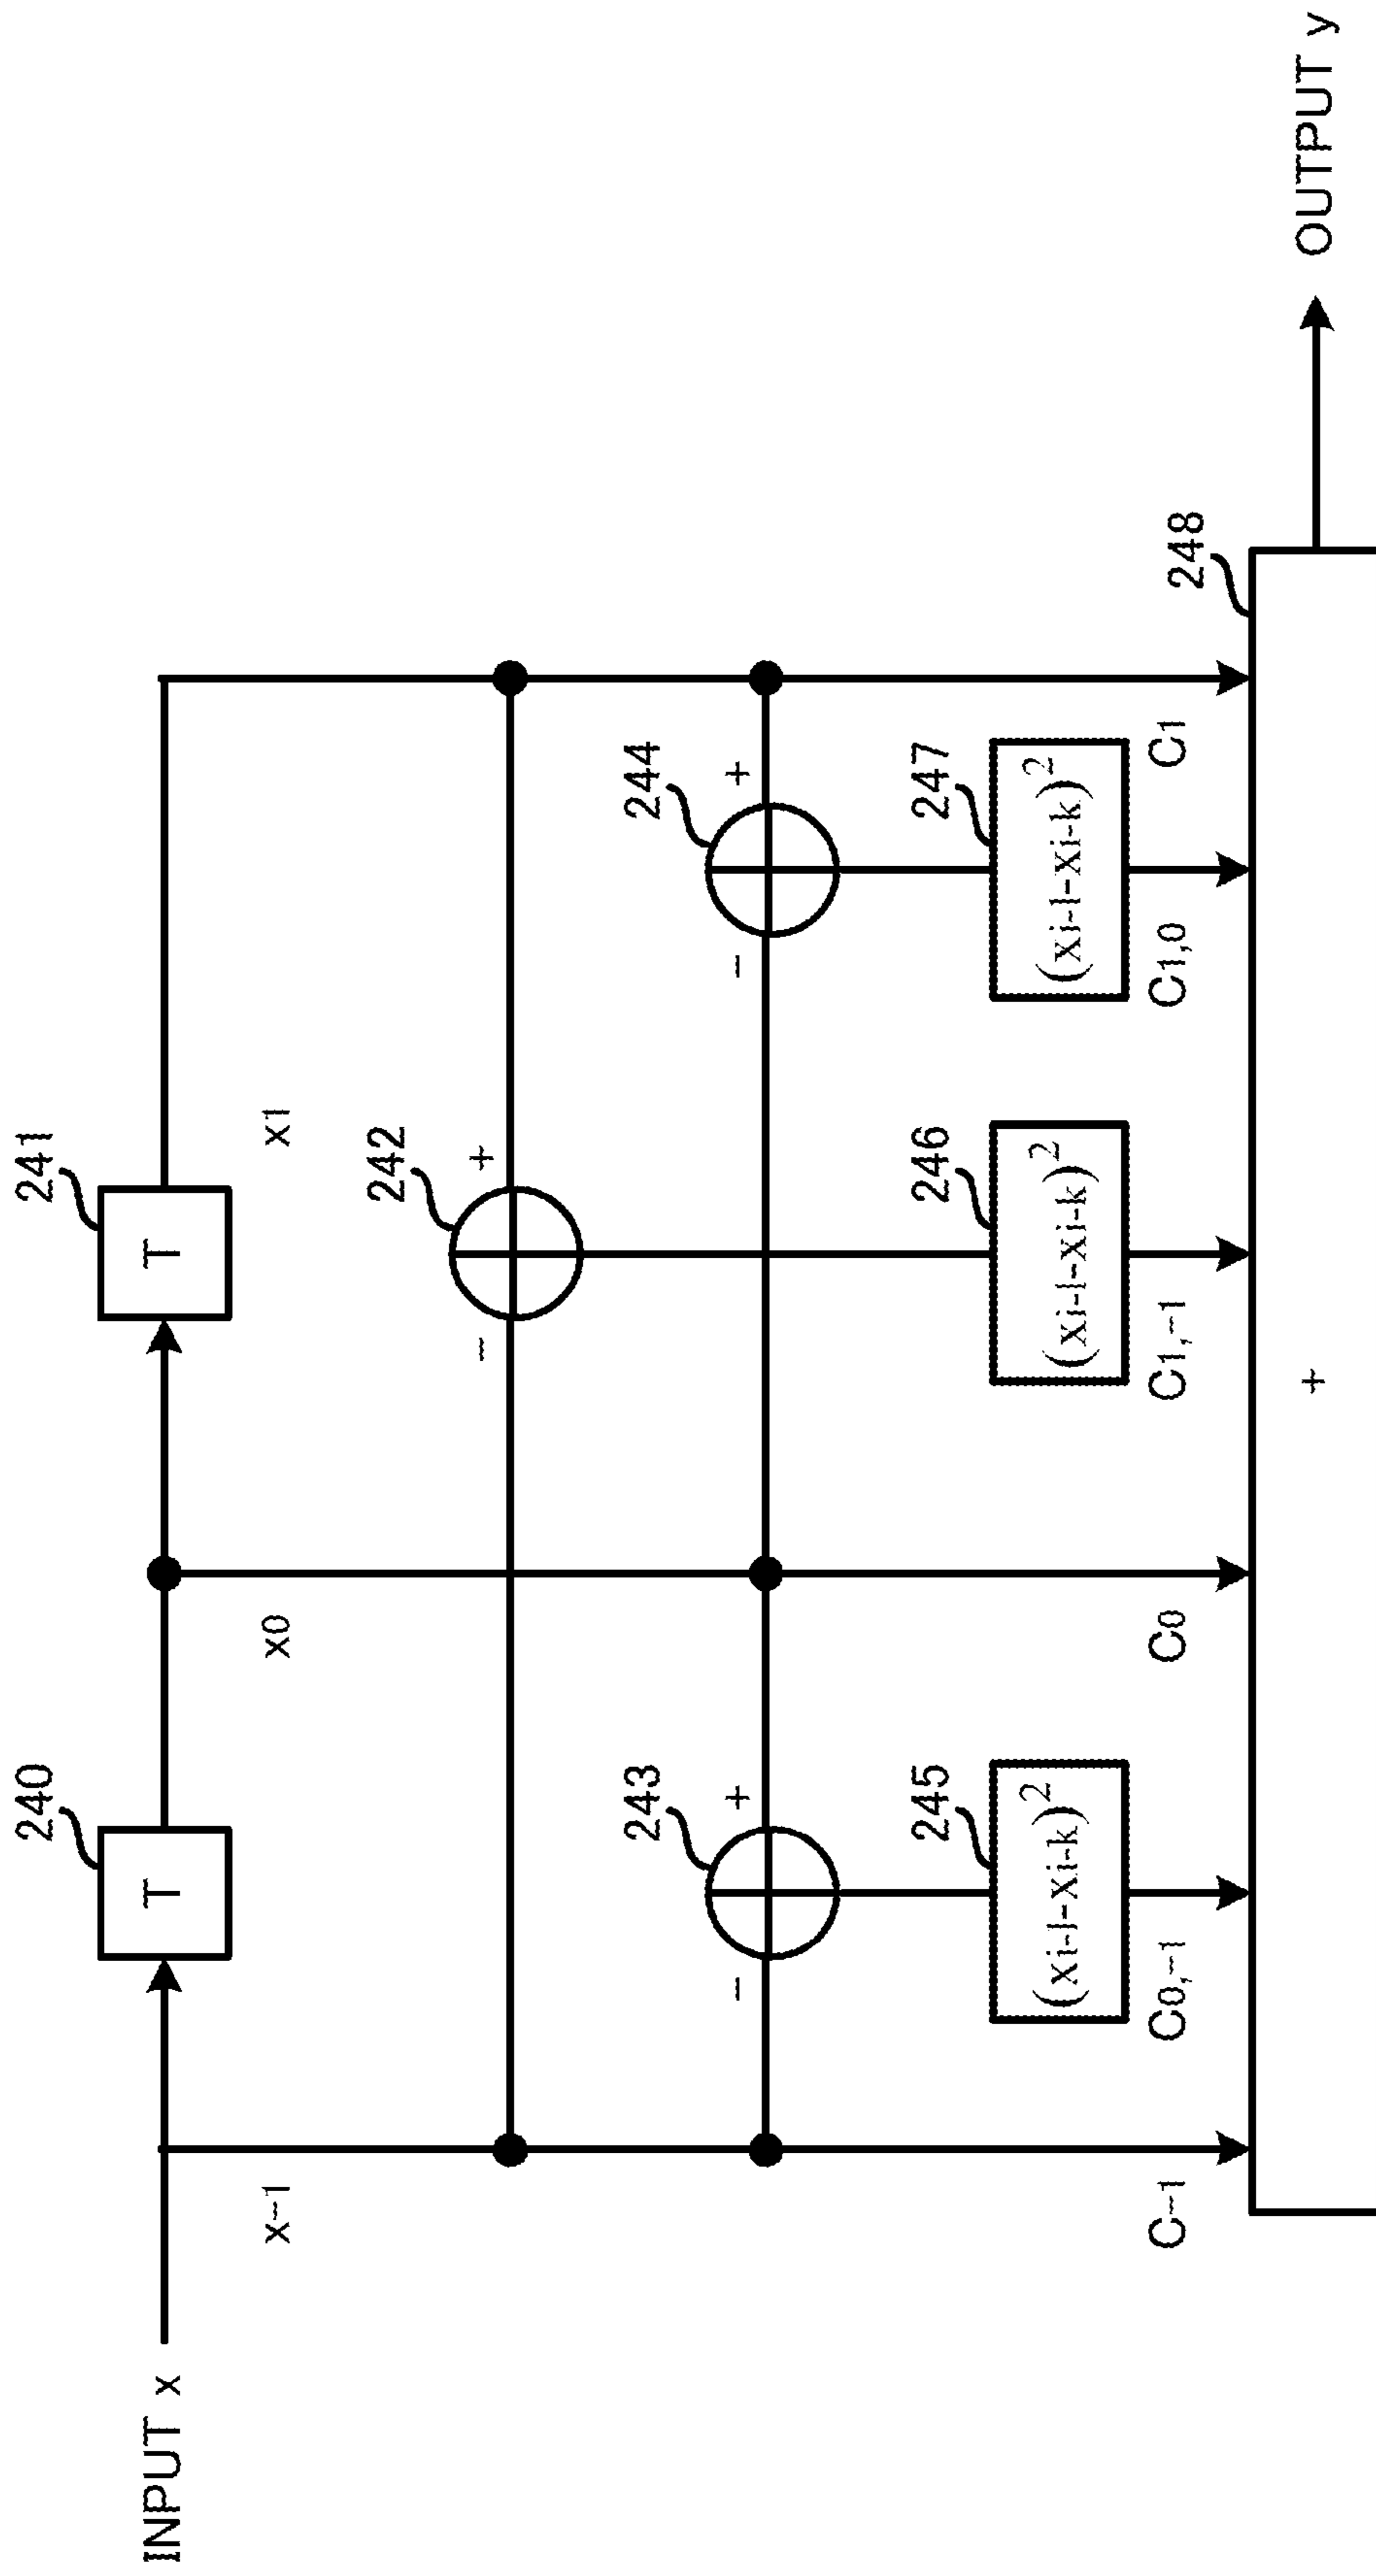 240
241
INPUT x
T
T
x-1
x0
x1
242
-
+
243
244
-
+
-
+
245
246
247
(xi-l-xi-k)2
(xi-l-xi-k)2
(xi-l-xi-k)2
C-1
C0,-1
C0
C1,-1
C1,0
C1
248
+
OUTPUT y